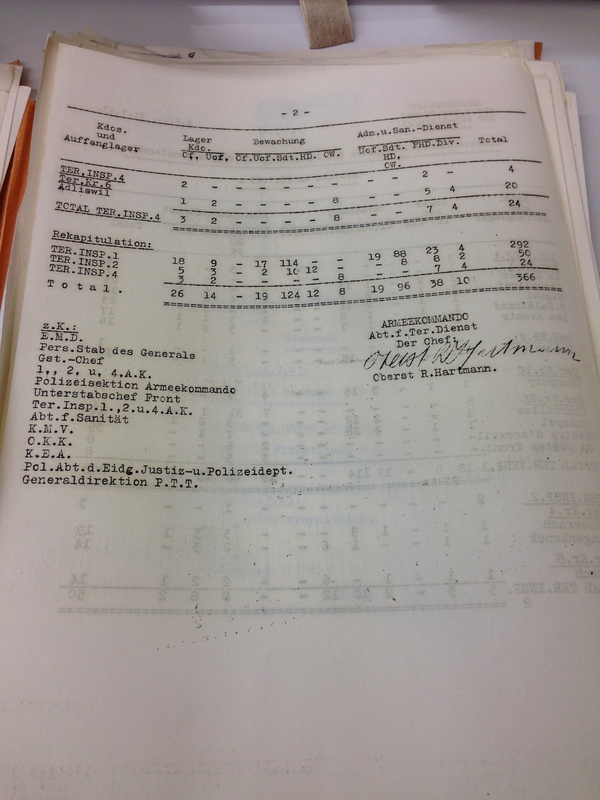 - 2 -
Kdos. und Auffanglager Lager Kdo. Bewachung Adm.u.San.-Dienst Total
Of. Uof. Of.Uof.Sdt.HD. OW. Uof.Sdt. FHD.Div. HD. OW.
TER.INSP.4
Ter.Kr.6 2 - - - - - - - - 2 - 4
Adliswil 1 2 - - - - 8 - - 5 4 20
TOTAL TER.INSP.4 3 2 - - - - 8 - - 7 4 24
Rekapitulation:
TER.INSP.1 18 9 - 17 114 - - 19 88 23 4 292
TER.INSP.2 5 3 - 2 10 12 - - 8 8 2 50
TER.INSP.4 3 2 - - - - 8 - - 7 4 24
Total. 26 14 - 19 124 12 8 19 96 38 10 366
ARMEEKOMMANDO
Abt.f.Ter.Dienst
Der Chef:
Oberst R. Hartmann
Oberst R.Hartmann.
z.K.:
E.M.D.
Pers.Stab des Generals
Gst.-Chef
1., 2. u. 4.A.K.
Polizeisektion Armeekommando
Unterstabschef Front
Ter.Insp.1.,2.u.4.A.K.
Abt.f.Sanität
K.M.V.
O.K.K.
K.E.A.
Pol.Abt.d.Eidg.Justiz-u.Polizeidept.
Generaldirektion P.T.T.